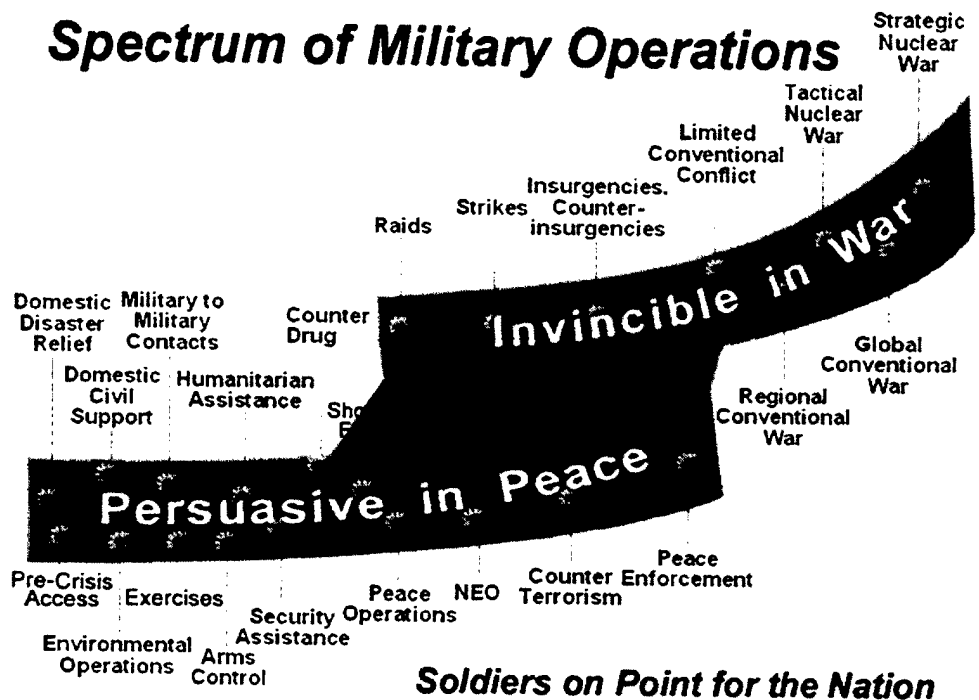 Spectrum of Military Operations
Strategic
Nuclear
War
Tactical
Nuclear
War
Limited
Conventional
Conflict
Insurgencies.
Counter-
insurgencies
Strikes
Raids
Counter
Drug
Military to
Military
Contacts
Domestic
Disaster
Relief
Domestic
Civil
Support
Humanitarian
Assistance
Invincible in War
Global
Conventional
War
Regional
Conventional
War
Persuasive in Peace
Pre-Crisis
Access
Environmental
Operations
Exercises
Arms
Control
Security
Assistance
Peace
Operations
NEO
Counter
Terrorism
Peace
Enforcement
Soldiers on Point for the Nation